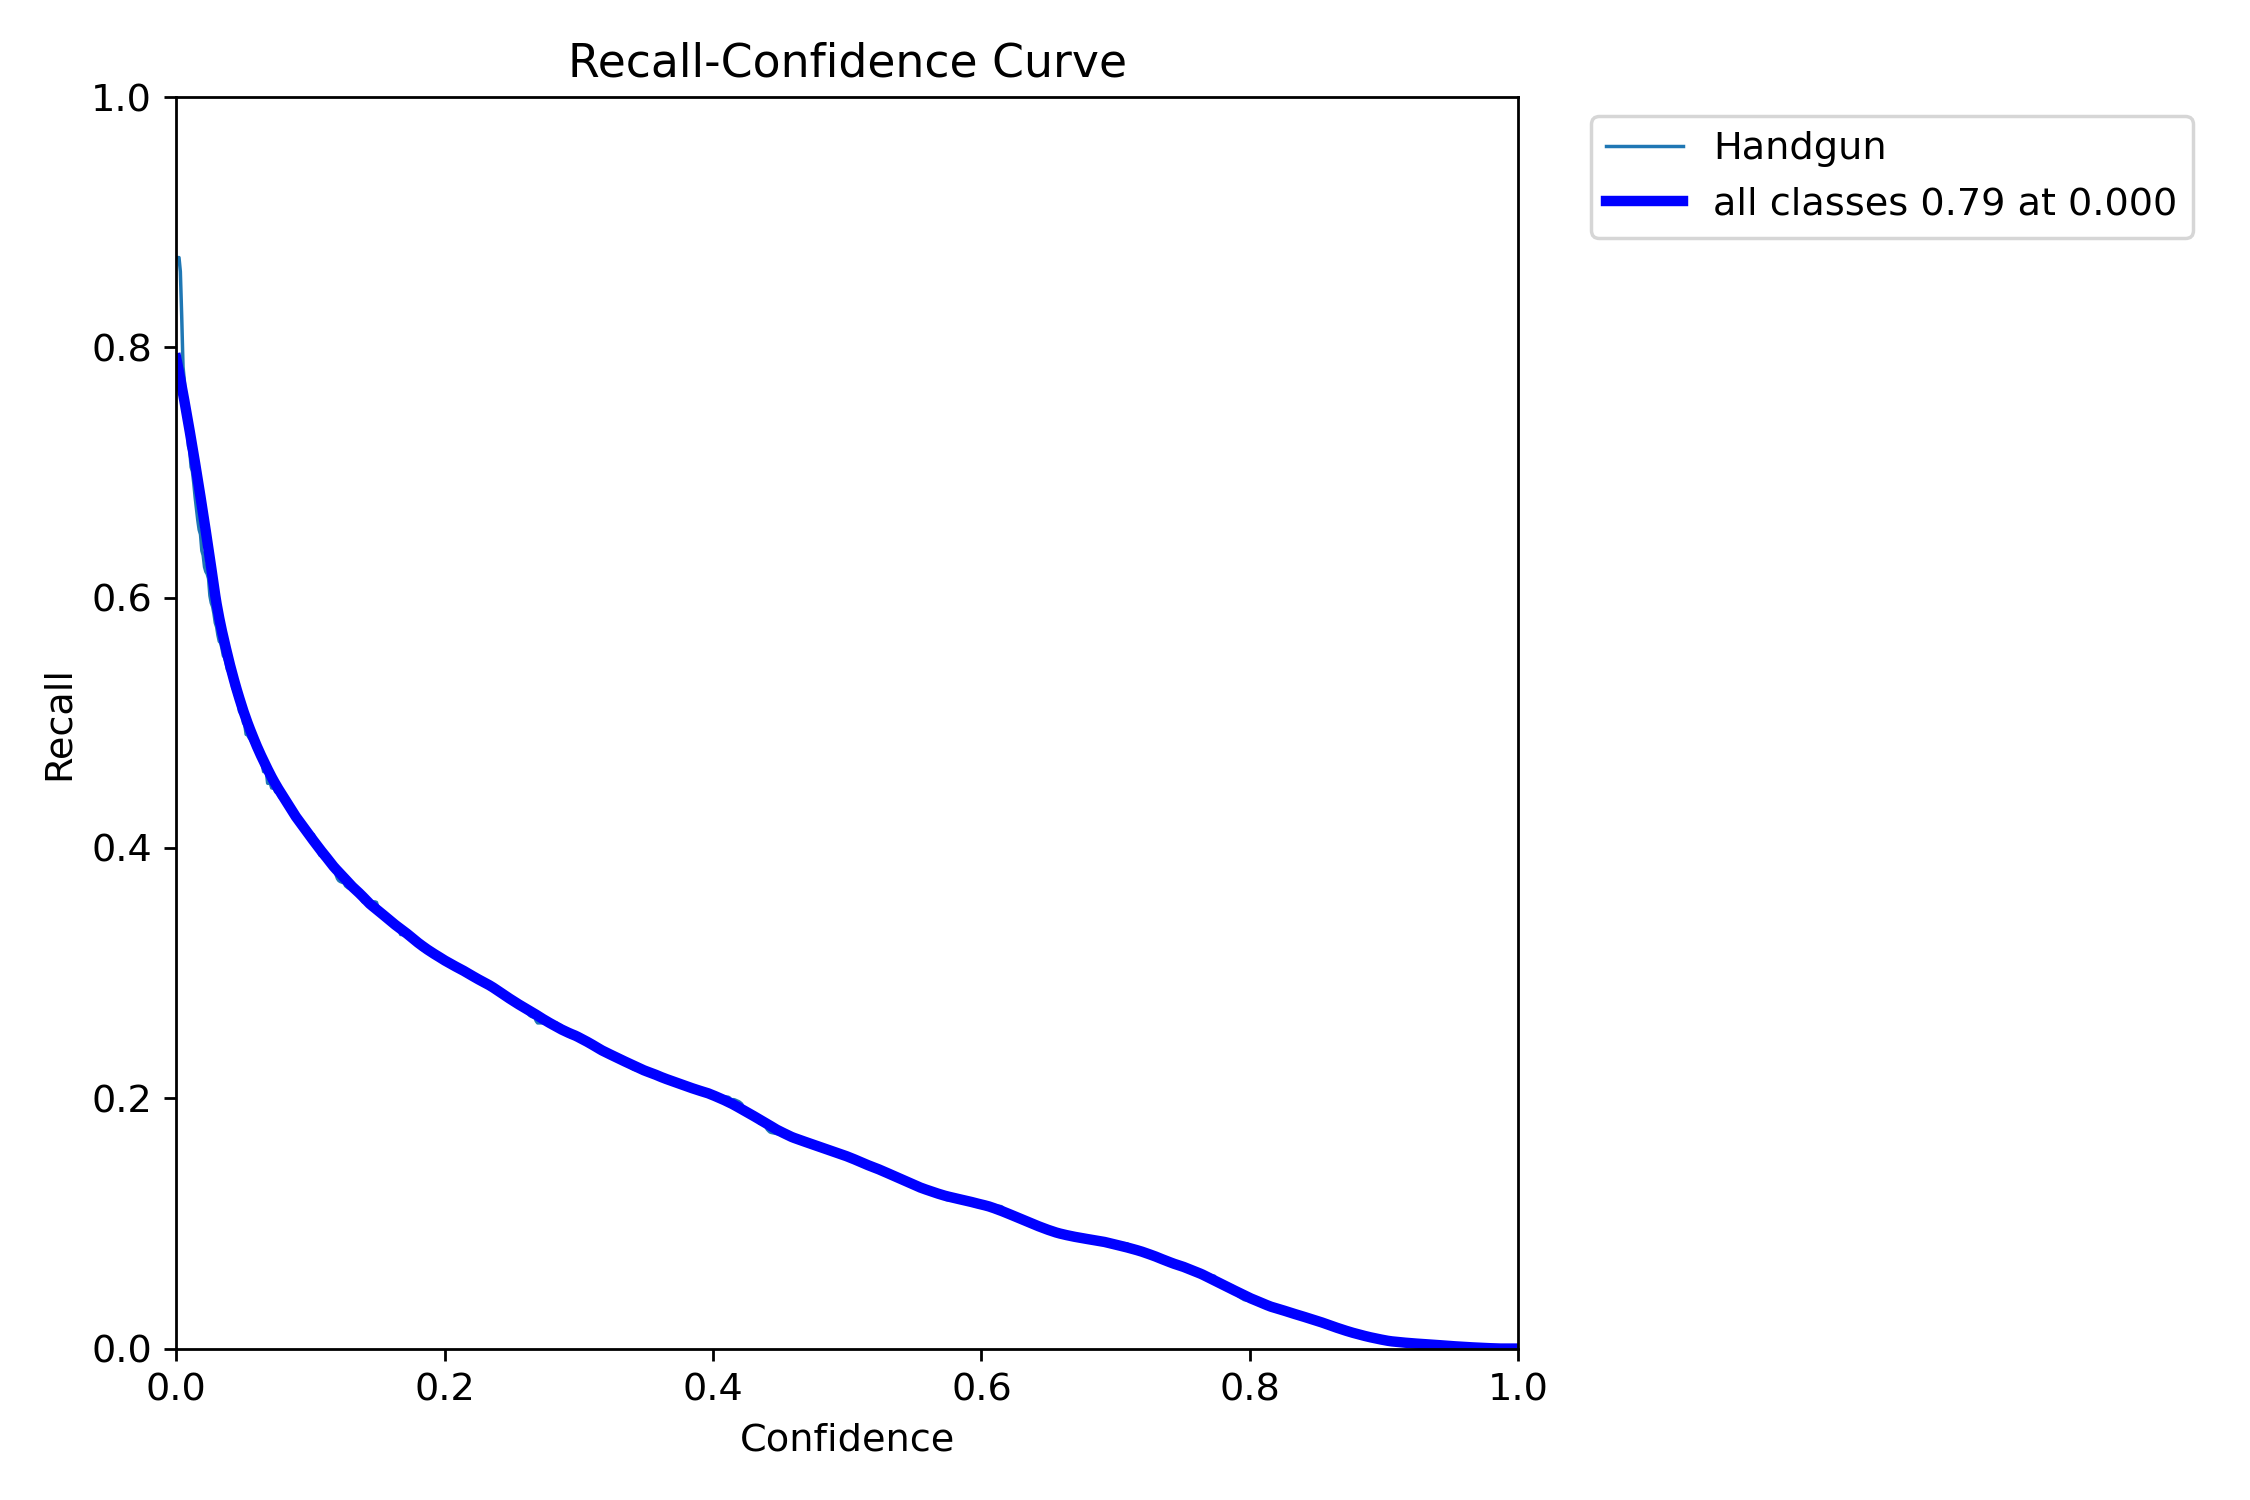 Recall-Confidence Curve
1.0
0.8
0.6
0.4
0.2
0.0
Recall
0.0 0.2 0.4 0.6 0.8 1.0
Confidence
Handgun
all classes 0.79 at 0.000